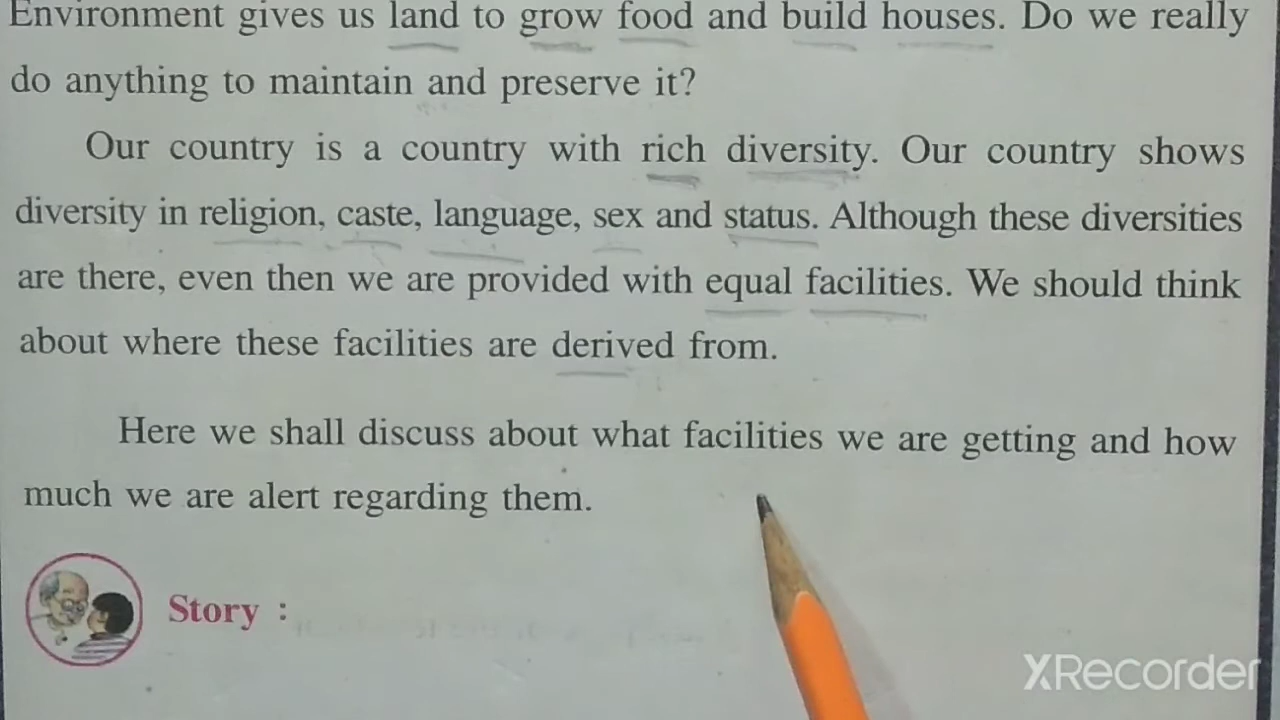 Environment gives us land to grow food and build houses. Do we really
do anything to maintain and preserve it?
Our country is a country with rich diversity. Our country shows
diversity in religion, caste, language, sex and status. Although these diversities
are there, even then we are provided with equal facilities. We should think
about where these facilities are derived from.
Here we shall discuss about what facilities we are getting and how
much we are alert regarding them.
Story :
XRecorder